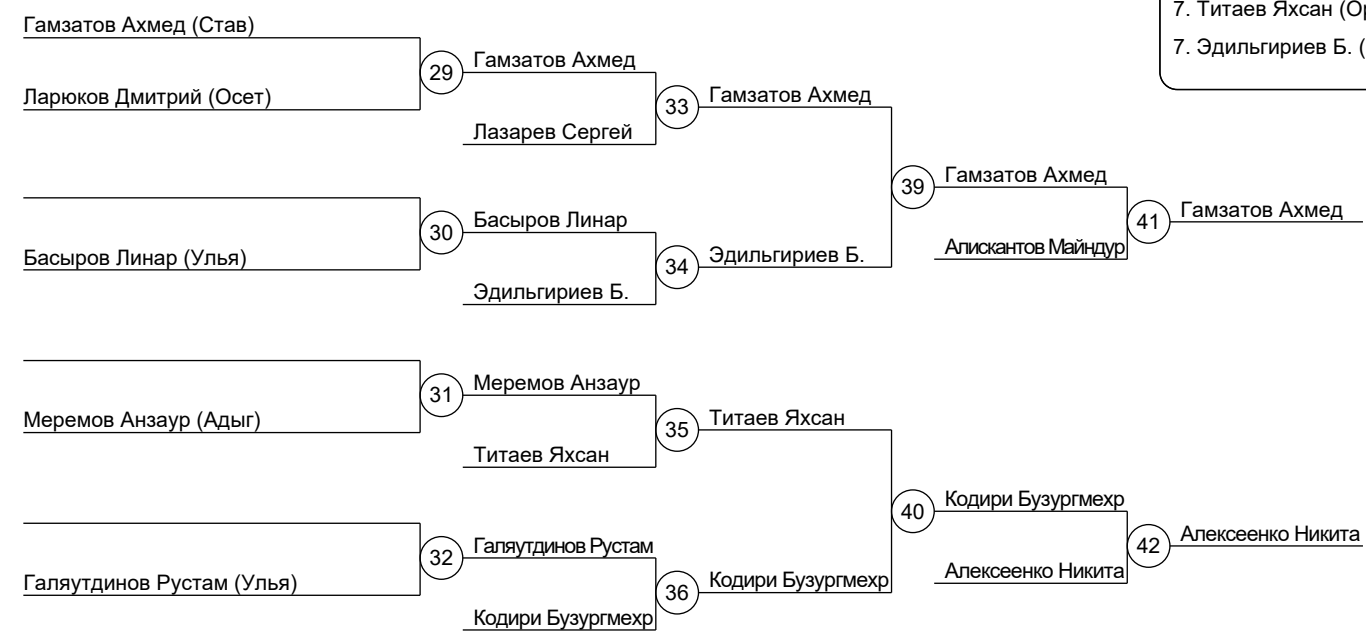 7. Титаев Яхсан
7. Эдильгириев Б. (
Гамзатов Ахмед (Став)
29
Гамзатов Ахмед
Ларюков Дмитрий (Осет)
33
Гамзатов Ахмед
Лазарев Сергей
39
Гамзатов Ахмед
30
Басыров Линар
41
Гамзатов Ахмед
Басыров Линар (Улья)
34
Эдильгириев Б.
Алискантов Майндур
Эдильгириев Б.
31
Меремов Анзаур
Меремов Анзаур (Адыг)
35
Титаев Яхсан
Титаев Яхсан
40
Кодири Бузургмехр
32
Галяутдинов Рустам
42
Алексеенко Никита
Галяутдинов Рустам (Улья)
36
Кодири Бузургмехр
Алексеенко Никита
Кодири Бузургмехр